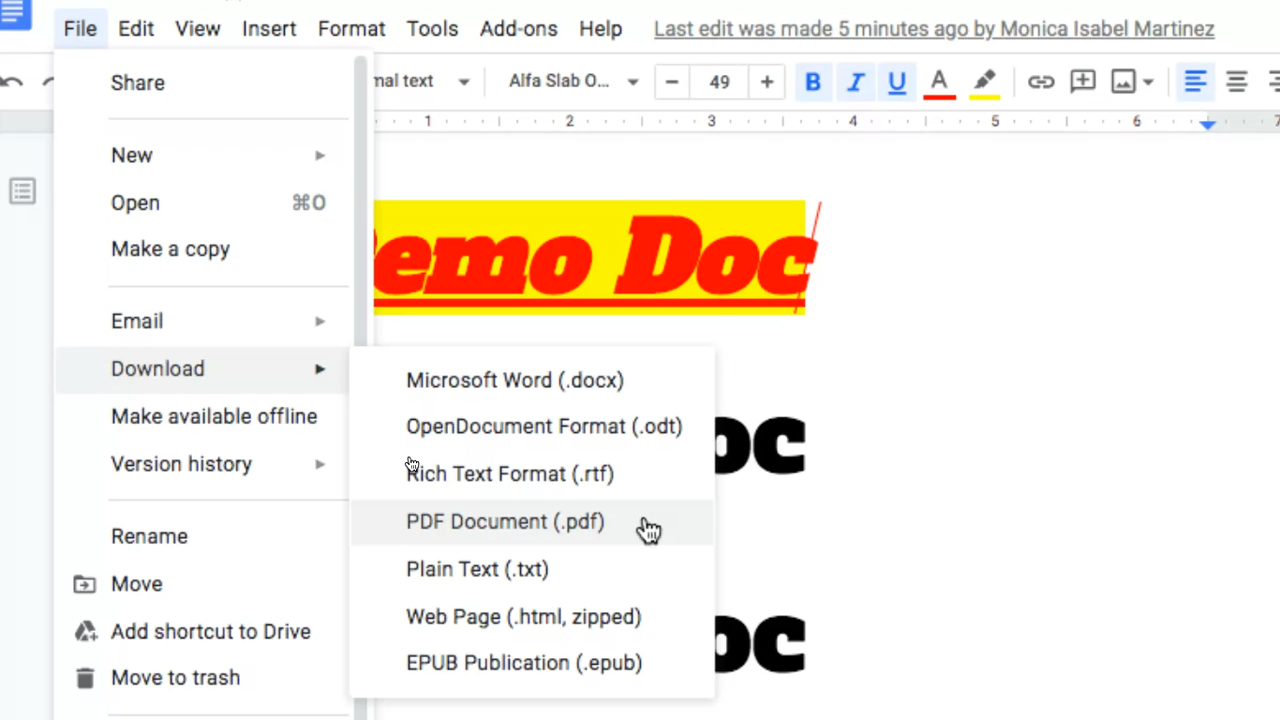 File Edit View Insert Format Tools Add-ons Help Last edit was made 5 minutes ago by Monica Isabel Martinez
mal text Alfa Slab O... − 49 + B I U A
1 2 3 4 5 6 7
Share
New
Open ⌘O
Make a copy
Email
Download
Make available offline
Version history
Rename
Move
Add shortcut to Drive
Move to trash
Microsoft Word (.docx)
OpenDocument Format (.odt)
Rich Text Format (.rtf)
PDF Document (.pdf)
Plain Text (.txt)
Web Page (.html, zipped)
EPUB Publication (.epub)
emo Doc
oc
oc